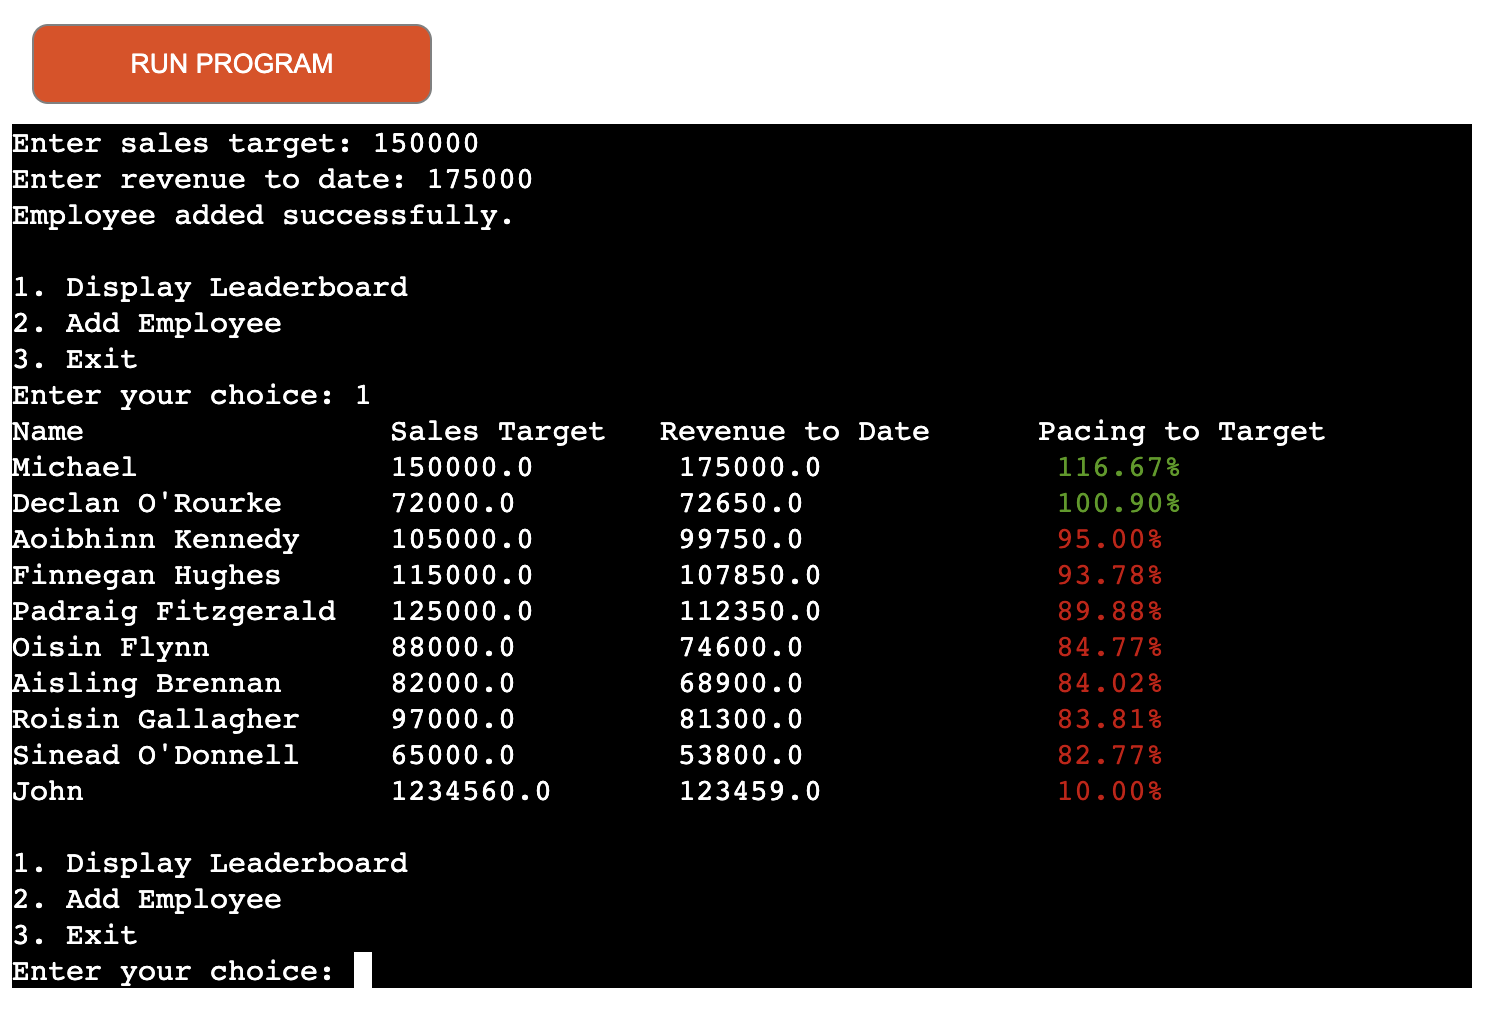 RUN PROGRAM
Enter sales target: 150000
Enter revenue to date: 175000
Employee added successfully.
1. Display Leaderboard
2. Add Employee
3. Exit
Enter your choice: 1
Name Sales Target Revenue to Date Pacing to Target
Michael 150000.0 175000.0 116.67%
Declan O'Rourke 72000.0 72650.0 100.90%
Aoibhinn Kennedy 105000.0 99750.0 95.00%
Finnegan Hughes 115000.0 107850.0 93.78%
Padraig Fitzgerald 125000.0 112350.0 89.88%
Oisin Flynn 88000.0 74600.0 84.77%
Aisling Brennan 82000.0 68900.0 84.02%
Roisin Gallagher 97000.0 81300.0 83.81%
Sinead O'Donnell 65000.0 53800.0 82.77%
John 1234560.0 123459.0 10.00%
1. Display Leaderboard
2. Add Employee
3. Exit
Enter your choice: